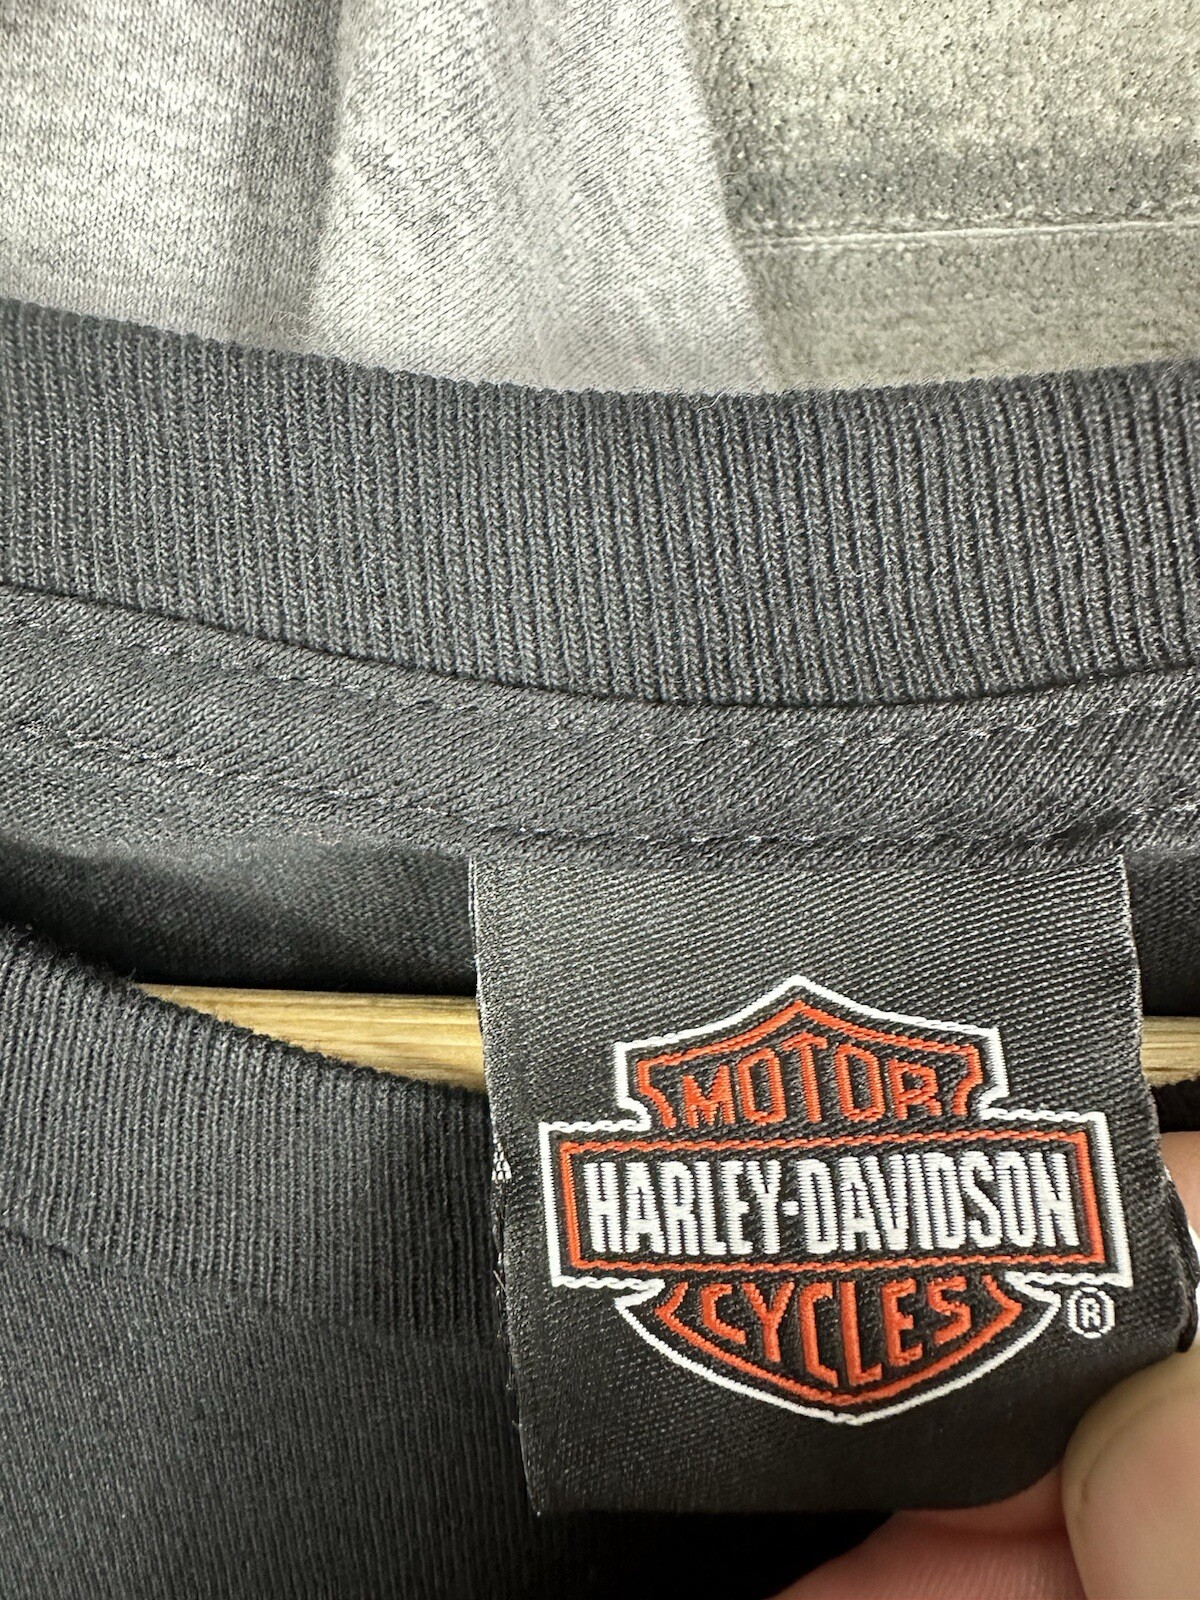 MOTOR
HARLEY-DAVIDSON
CYCLES
®